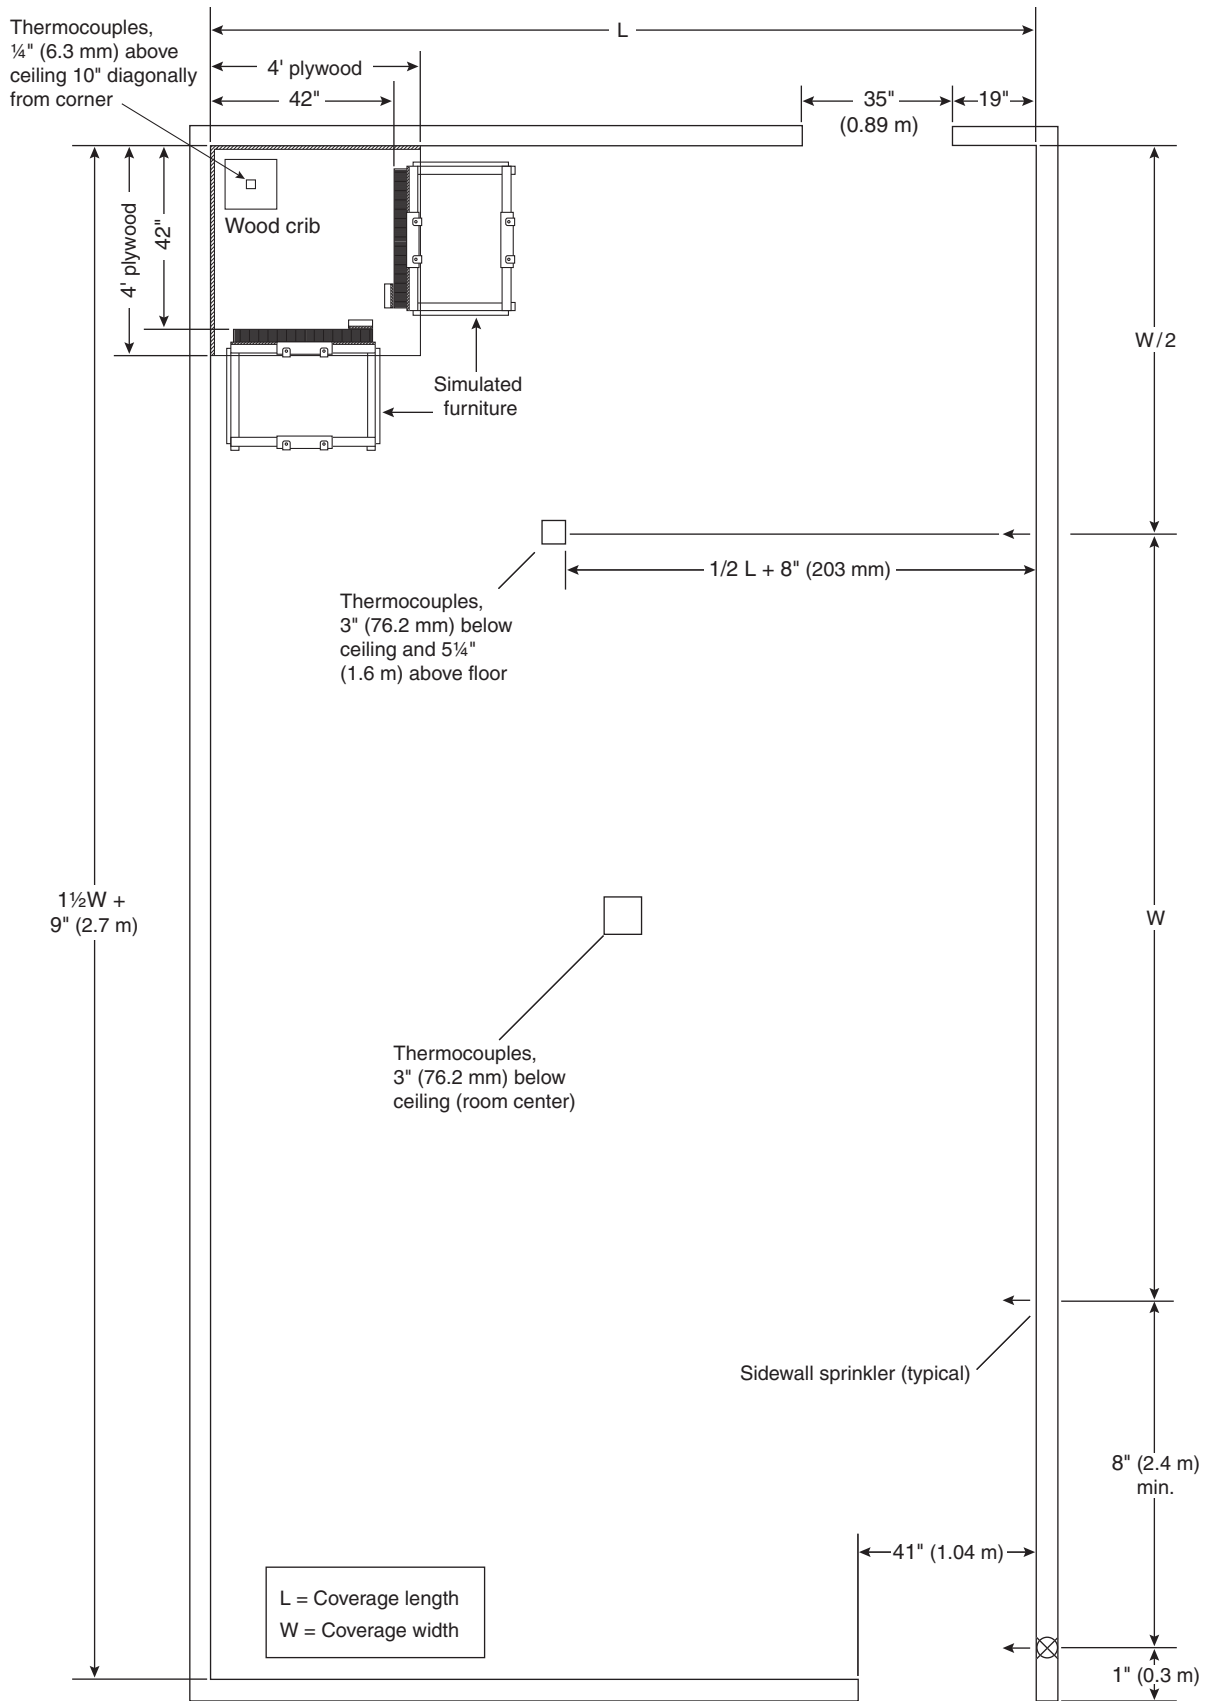 Thermocouples,
¼" (6.3 mm) above
ceiling 10" diagonally
from corner
L
4' plywood
42"
35"
(0.89 m)
19"
4' plywood
42"
Wood crib
Simulated
furniture
W/2
1/2 L + 8" (203 mm)
Thermocouples,
3" (76.2 mm) below
ceiling and 5¼"
(1.6 m) above floor
1½W +
9" (2.7 m)
W
Thermocouples,
3" (76.2 mm) below
ceiling (room center)
Sidewall sprinkler (typical)
8" (2.4 m)
min.
41" (1.04 m)
L = Coverage length
W = Coverage width
1" (0.3 m)